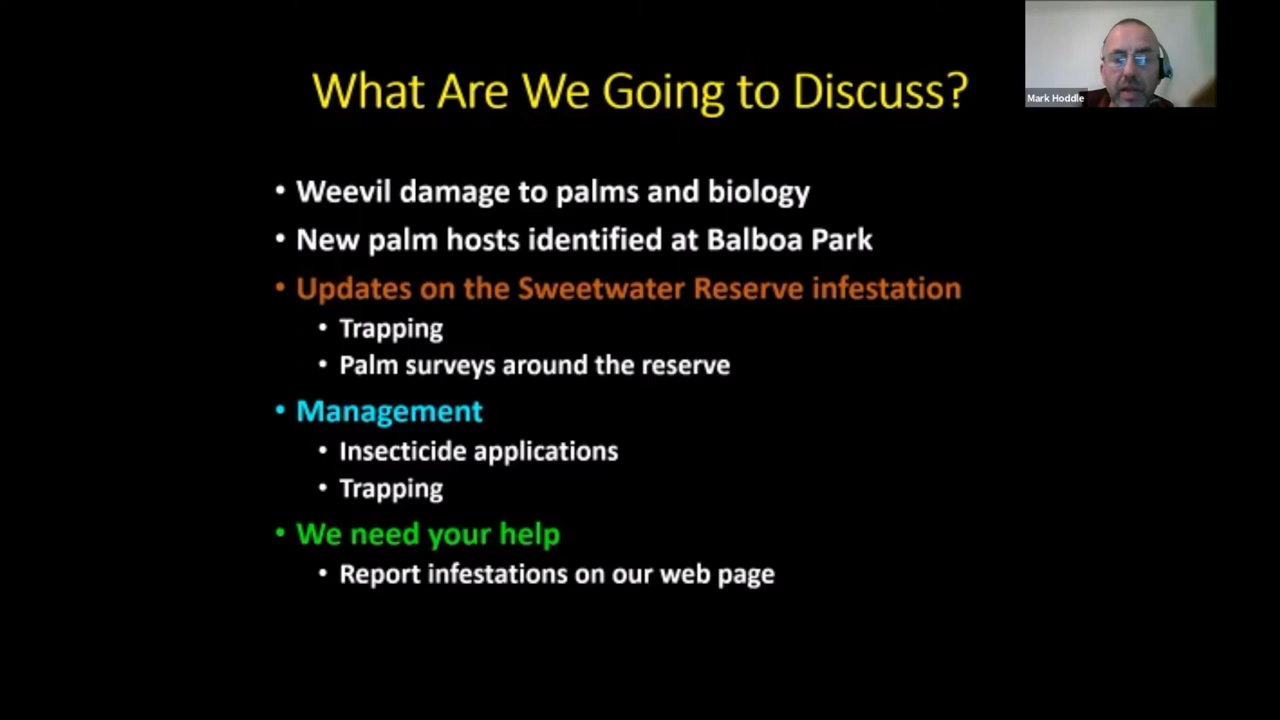 What Are We Going to Discuss?
Mark Hoddle
• Weevil damage to palms and biology
• New palm hosts identified at Balboa Park
• Updates on the Sweetwater Reserve infestation
• Trapping
• Palm surveys around the reserve
• Management
• Insecticide applications
• Trapping
• We need your help
• Report infestations on our web page